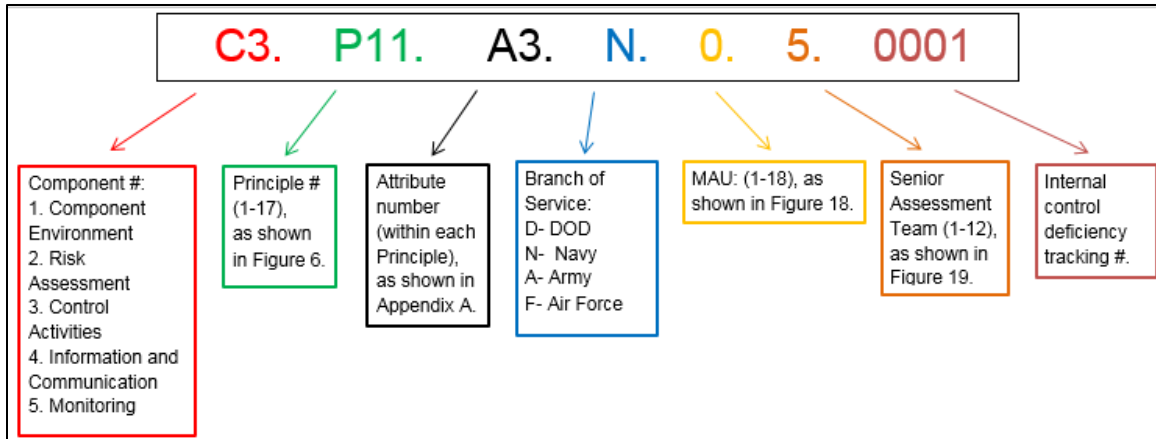 C3. P11. A3. N. 0. 5. 0001
Component #:
1. Component
Environment
2. Risk
Assessment
3. Control
Activities
4. Information and
Communication
5. Monitoring
Principle #
(1-17),
as shown
in Figure 6.
Attribute
number
(within each
Principle),
as shown in
Appendix A.
Branch of
Service:
D- DOD
N- Navy
A- Army
F- Air Force
MAU: (1-18), as
shown in Figure 18.
Senior
Assessment
Team (1-12),
as shown in
Figure 19.
Internal
control
deficiency
tracking #.